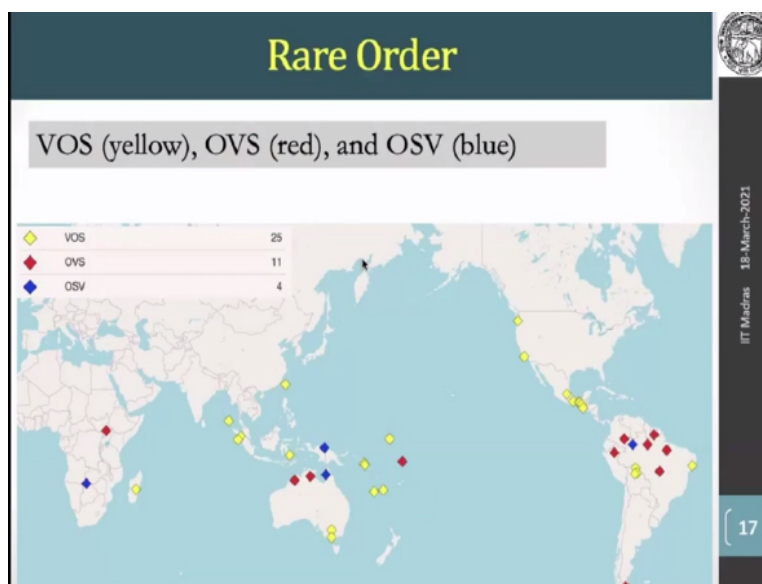 Rare Order
VOS (yellow), OVS (red), and OSV (blue)
VOS 25
OVS 11
OSV 4
IIT Madras 18-March-2021
17